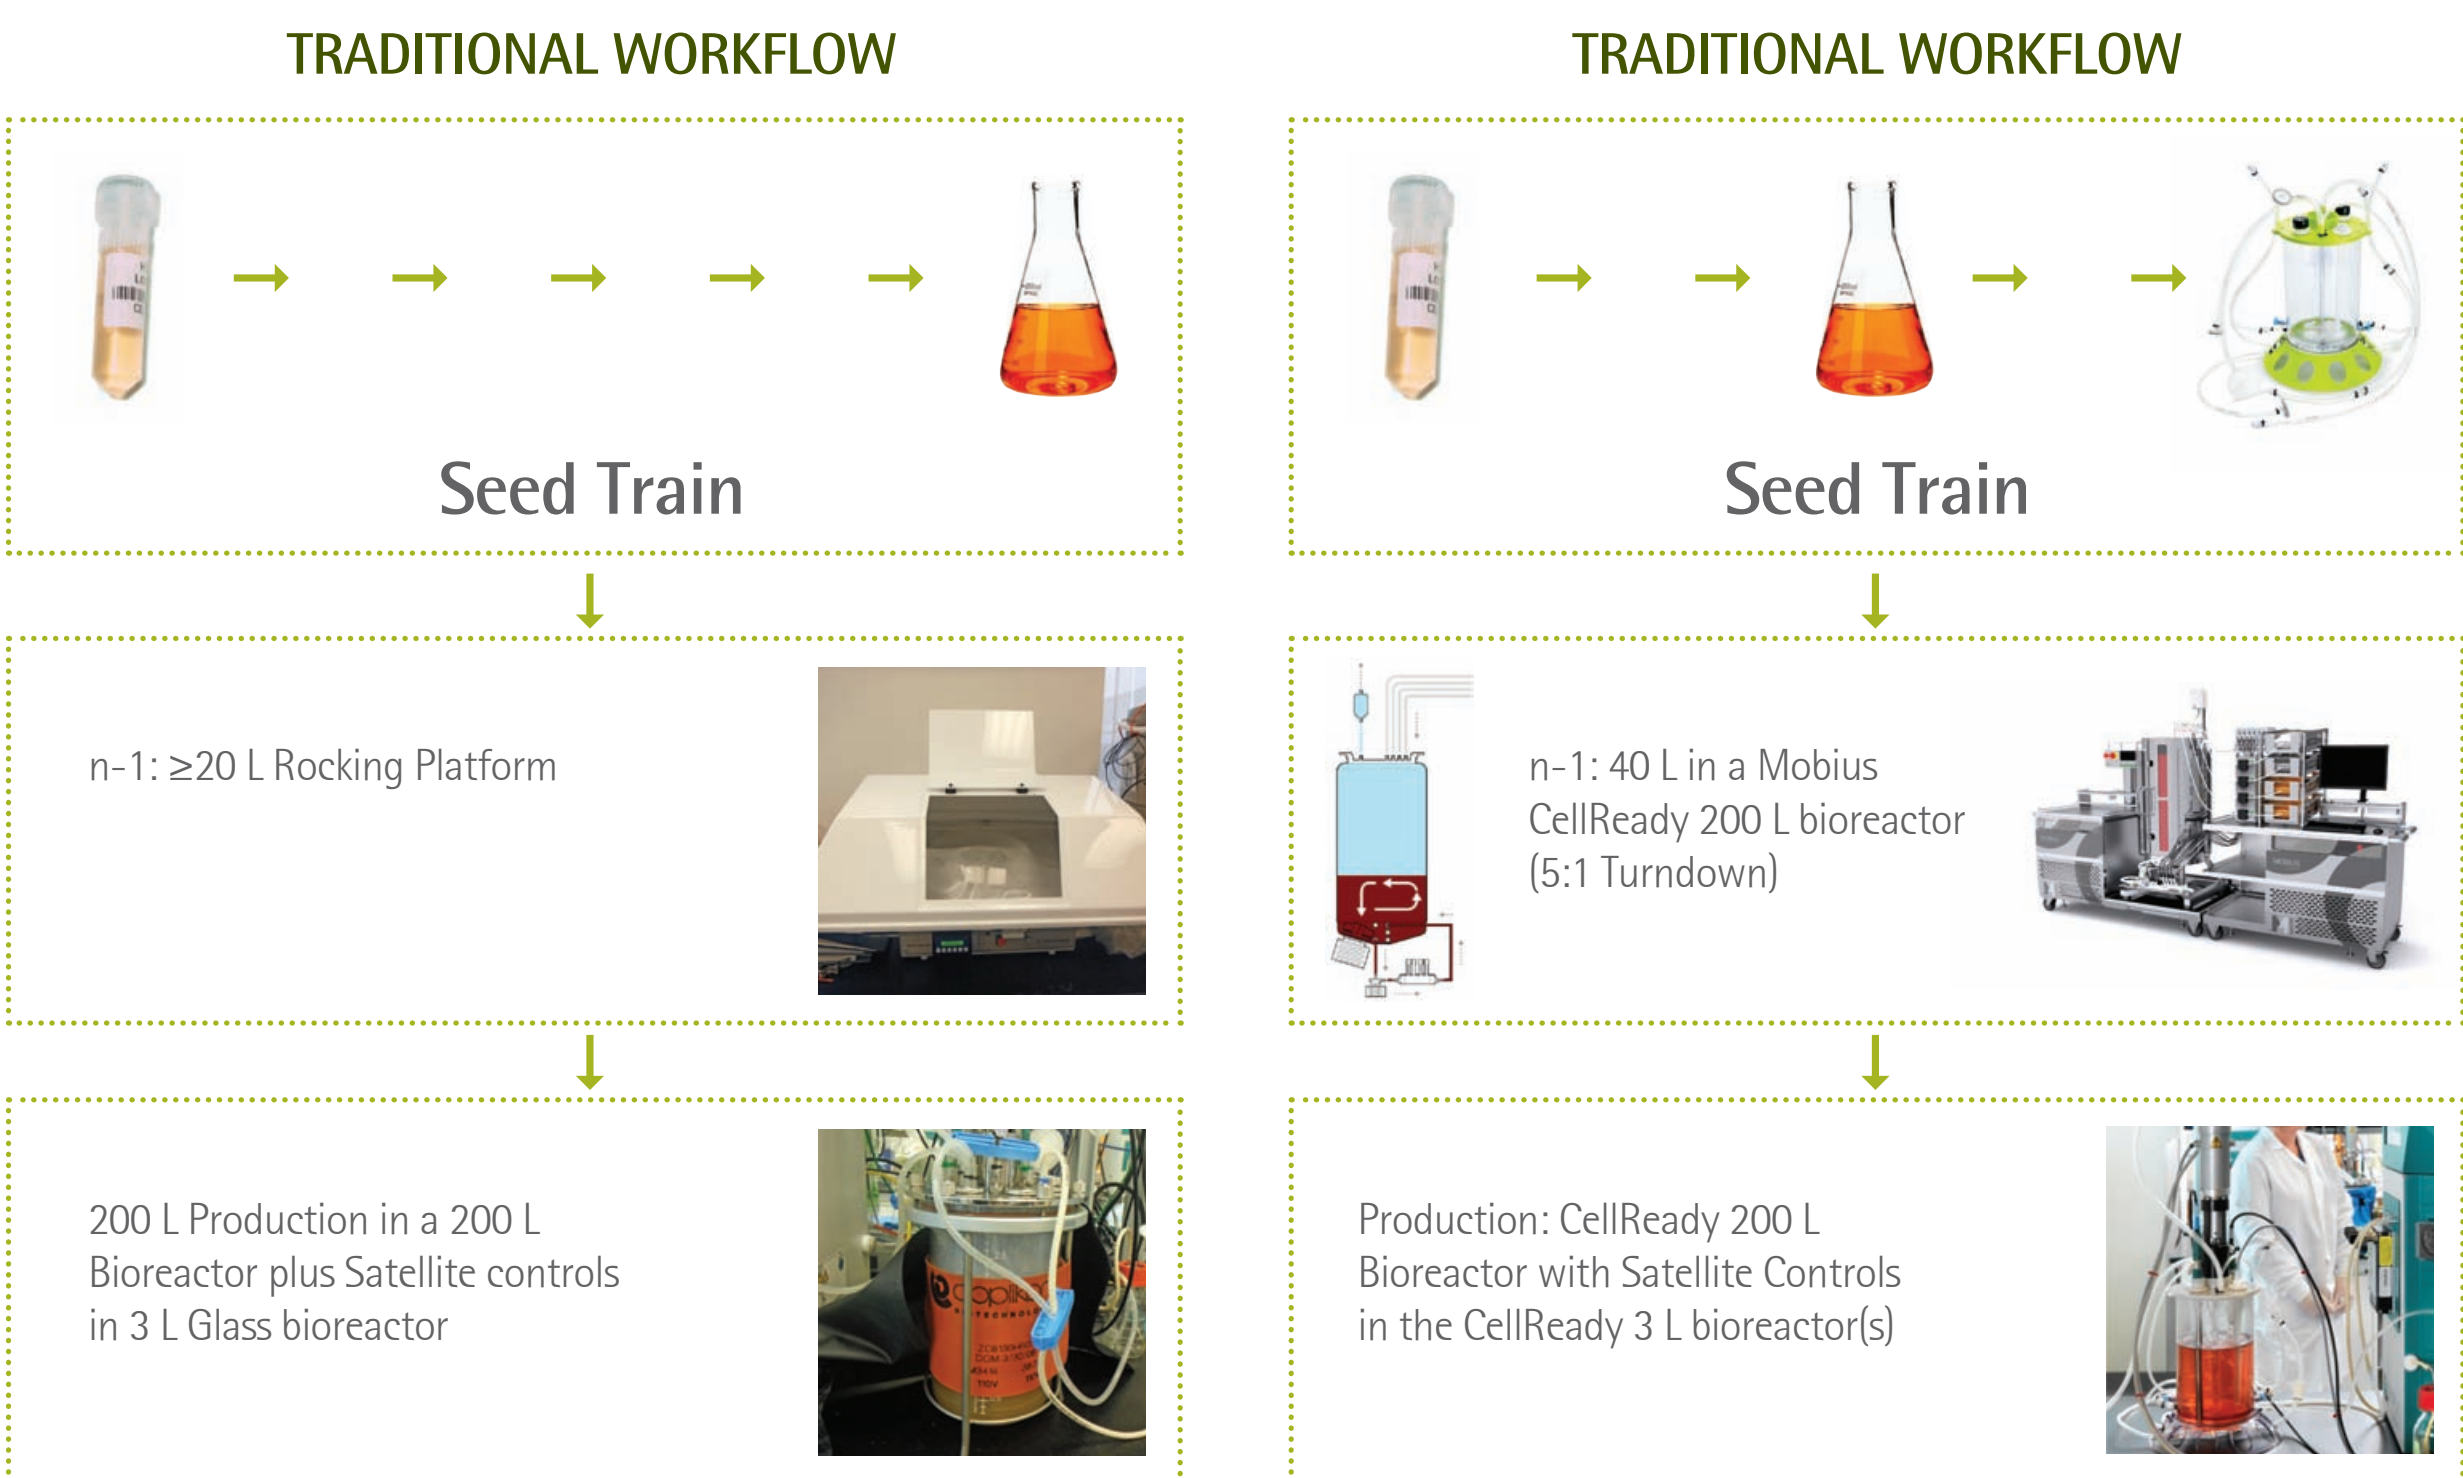 TRADITIONAL WORKFLOW
Seed Train
n-1: ≥20 L Rocking Platform
200 L Production in a 200 L
Bioreactor plus Satellite controls
in 3 L Glass bioreactor
110V
TRADITIONAL WORKFLOW
Seed Train
n-1: 40 L in a Mobius
CellReady 200 L bioreactor
(5:1 Turndown)
Production: CellReady 200 L
Bioreactor with Satellite Controls
in the CellReady 3 L bioreactor(s)